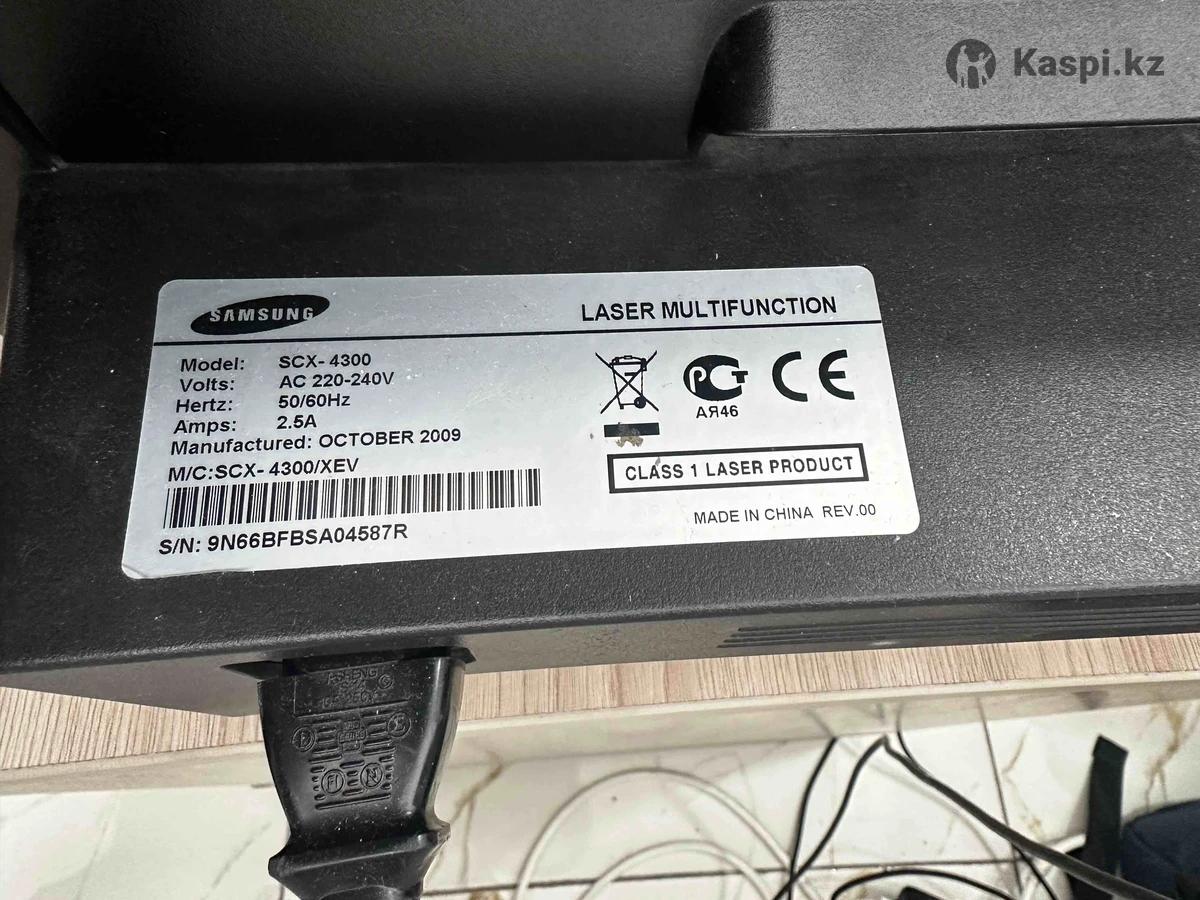 Kaspi.kz
SAMSUNG
LASER MULTIFUNCTION
Model: SCX- 4300
Volts: AC 220-240V
Hertz: 50/60Hz
Amps: 2.5A
Manufactured: OCTOBER 2009
M/C:SCX- 4300/XEV
S/N: 9N66BFBSA04587R
РСТ
АЯ46
CE
CLASS 1 LASER PRODUCT
MADE IN CHINA REV.00